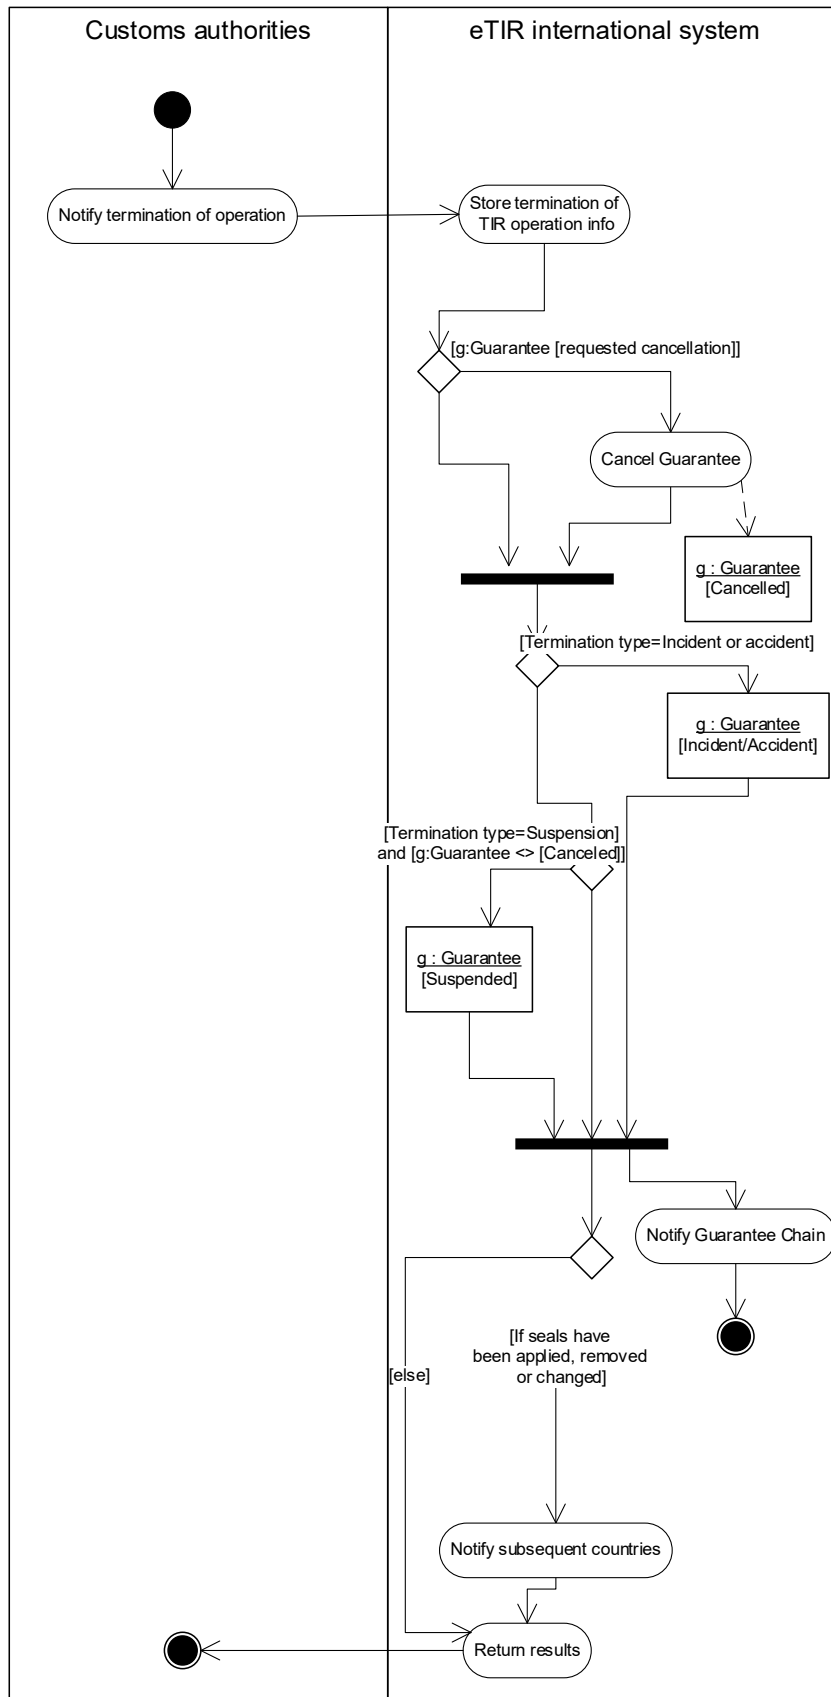 Customs authorities
eTIR international system
Notify termination of operation
Store termination of
TIR operation info
[g:Guarantee [requested cancellation]]
Cancel Guarantee
g : Guarantee
[Cancelled]
[Termination type=Incident or accident]
g : Guarantee
[Incident/Accident]
[Termination type=Suspension]
and [g:Guarantee <> [Canceled]]
g : Guarantee
[Suspended]
Notify Guarantee Chain
[If seals have
been applied, removed
or changed]
[else]
Notify subsequent countries
Return results